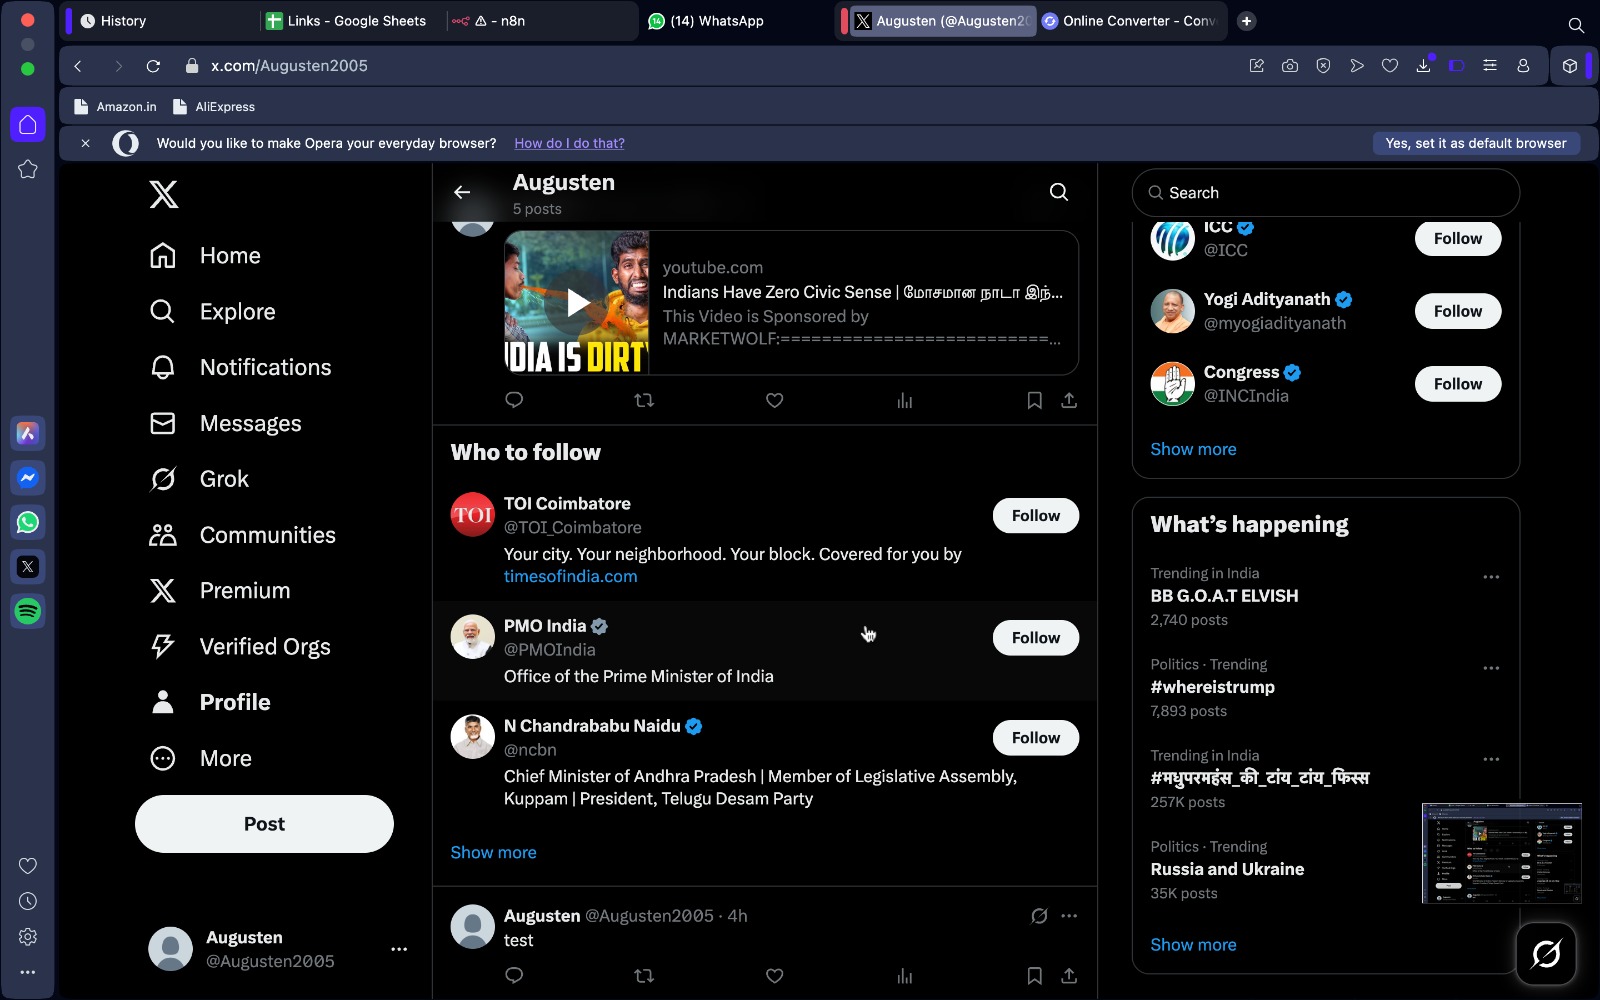 History
Links - Google Sheets
⚠ - n8n
(14) WhatsApp
Augusten (@Augusten20
Online Converter - Conv
x.com/Augusten2005
Amazon.in
AliExpress
Would you like to make Opera your everyday browser? How do I do that?
Yes, set it as default browser
Home
Explore
Notifications
Messages
Grok
Communities
Premium
Verified Orgs
Profile
More
Post
Augusten
@Augusten2005
Augusten
5 posts
INDIA IS DIRT
youtube.com
Indians Have Zero Civic Sense | மோசமான நாடா இந்...
This Video is Sponsored by
MARKETWOLF:==========================...
Who to follow
TOI
TOI Coimbatore
@TOI_Coimbatore
Your city. Your neighborhood. Your block. Covered for you by
timesofindia.com
Follow
PMO India
@PMOIndia
Office of the Prime Minister of India
Follow
N Chandrababu Naidu
@ncbn
Chief Minister of Andhra Pradesh | Member of Legislative Assembly,
Kuppam | President, Telugu Desam Party
Follow
Show more
Augusten @Augusten2005 · 4h
test
Search
ICC
@ICC
Follow
Yogi Adityanath
@myogiadityanath
Follow
Congress
@INCIndia
Follow
Show more
What's happening
Trending in India
BB G.O.A.T ELVISH
2,740 posts
Politics · Trending
#whereistrump
7,893 posts
Trending in India
#मधुपरमहंस_की_टांय_टांय_फिस्स
257K posts
Politics · Trending
Russia and Ukraine
35K posts
Show more